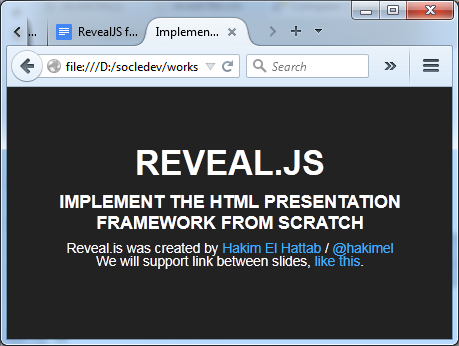 ... RevealJS f... Implemen...
file:///D:/socledev/works Search
REVEAL.JS
IMPLEMENT THE HTML PRESENTATION
FRAMEWORK FROM SCRATCH
Reveal.js was created by Hakim El Hattab / @hakimel
We will support link between slides, like this.